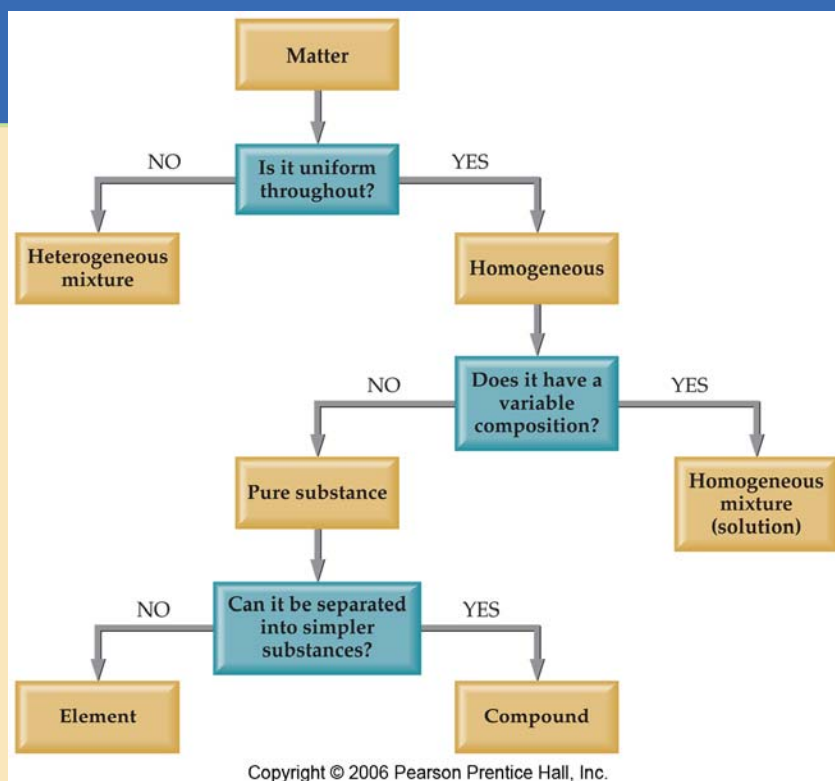 Matter
NO
Is it uniform
throughout?
YES
Heterogeneous
mixture
Homogeneous
NO
Does it have a
variable
composition?
YES
Pure substance
Homogeneous
mixture
(solution)
NO
Can it be separated
into simpler
substances?
YES
Element
Compound
Copyright © 2006 Pearson Prentice Hall, Inc.